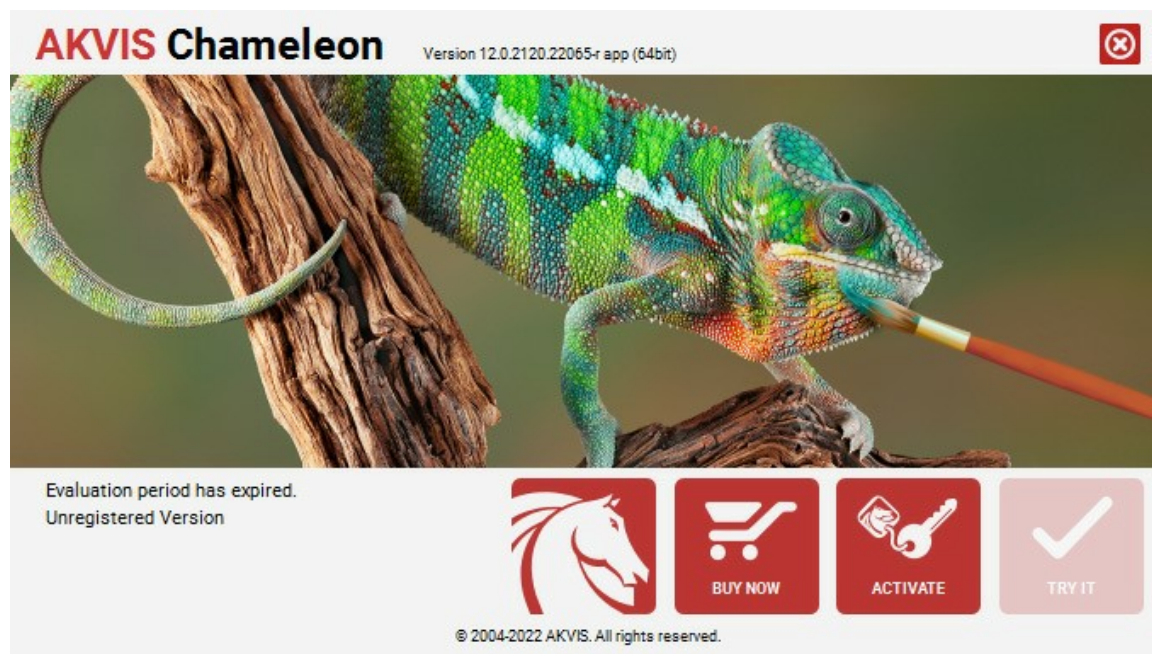 AKVIS Chameleon Version 12.0.2120.22065-r app (64bit)
Evaluation period has expired.
Unregistered Version
BUY NOW ACTIVATE TRY IT
© 2004-2022 AKVIS. All rights reserved.